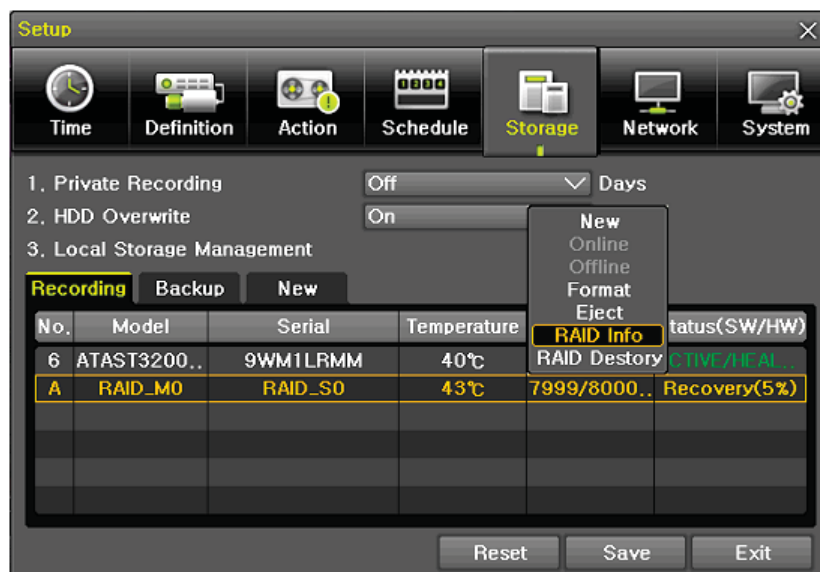 Setup
Time Definition Action Schedule Storage Network System
1. Private Recording Off Days
2. HDD Overwrite On
3. Local Storage Management
New
Online
Offline
Format
Eject
RAID Info
RAID Destory
Recording Backup New
No. Model Serial Temperature tatus(SW/HW)
6 ATAST3200.. 9WM1LRMM 40℃ CTIVE/HEAL...
A RAID_M0 RAID_S0 43℃ 7999/8000.. Recovery(5%)
Reset Save Exit